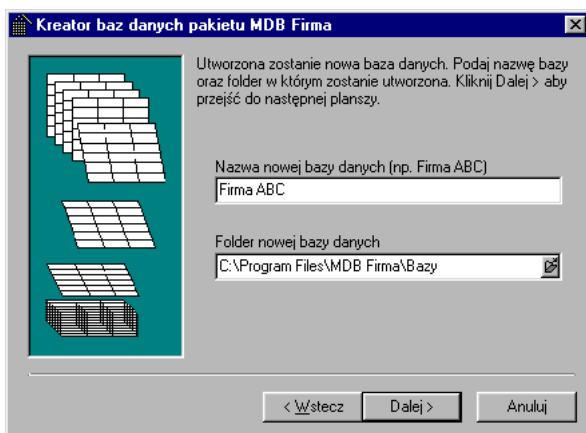 Kreator baz danych pakietu MDB Firma
Utworzona zostanie nowa baza danych. Podaj nazwę bazy
oraz folder w którym zostanie utworzona. Kliknij Dalej > aby
przejść do następnej planszy.
Nazwa nowej bazy danych (np. Firma ABC)
Firma ABC
Folder nowej bazy danych
C:\Program Files\MDB Firma\Bazy
< Wstecz
Dalej >
Anuluj